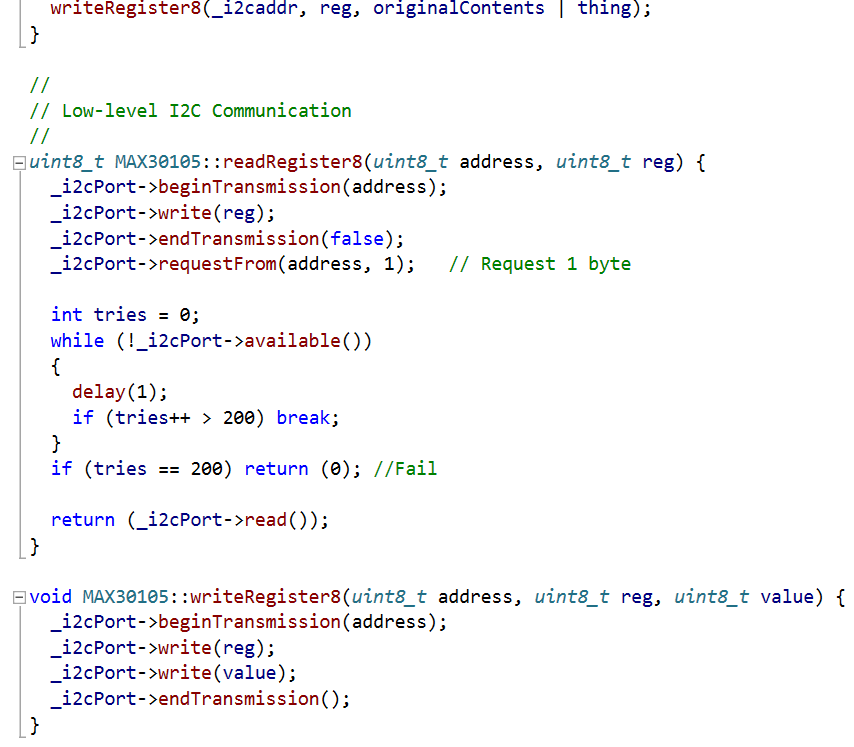 writeRegister8(_i2caddr, reg, originalContents | thing);
}
//
// Low-level I2C Communication
//
uint8_t MAX30105::readRegister8(uint8_t address, uint8_t reg) {
_i2cPort->beginTransmission(address);
_i2cPort->write(reg);
_i2cPort->endTransmission(false);
_i2cPort->requestFrom(address, 1);   // Request 1 byte
int tries = 0;
while (!_i2cPort->available())
{
delay(1);
if (tries++ > 200) break;
}
if (tries == 200) return (0); //Fail
return (_i2cPort->read());
}
void MAX30105::writeRegister8(uint8_t address, uint8_t reg, uint8_t value) {
_i2cPort->beginTransmission(address);
_i2cPort->write(reg);
_i2cPort->write(value);
_i2cPort->endTransmission();
}